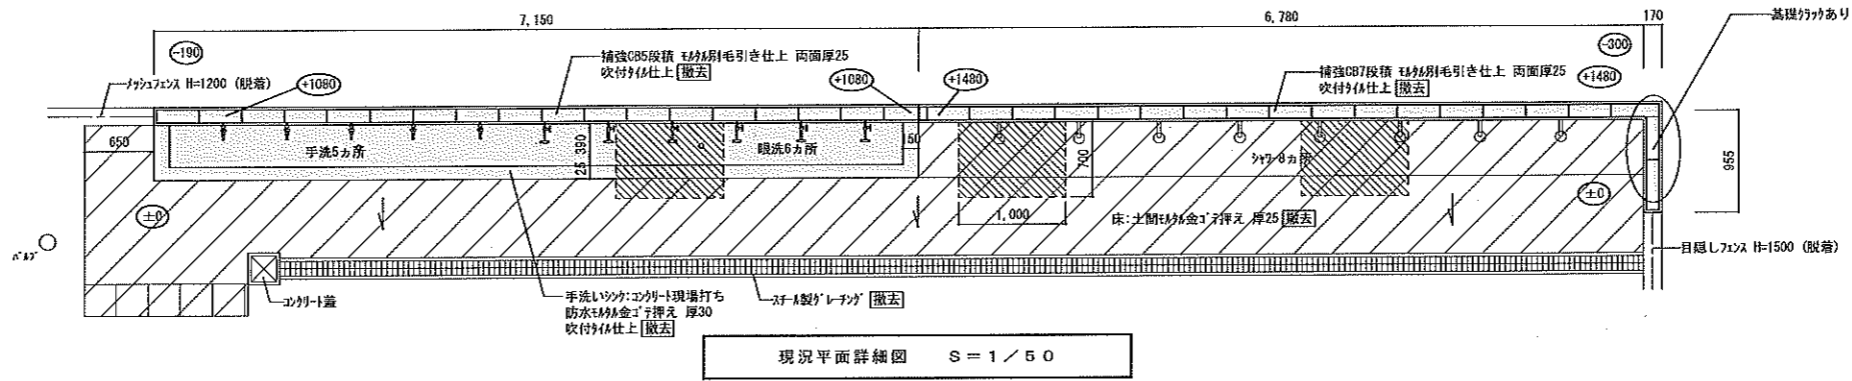 7,150
6,780
170
基礎ｸﾗｯｸあり
-190
-300
補強CB5段積 ﾓﾙﾀﾙ刷毛引き仕上 両面厚25
吹付ﾀｲﾙ仕上 撤去
ﾒｯｼｭﾌｪﾝｽ H=1200 (脱着)
+1080
+1080
+1480
補強CB7段積 ﾓﾙﾀﾙ刷毛引き仕上 両面厚25
吹付ﾀｲﾙ仕上 撤去
+1480
650
手洗5ヵ所
25 390
眼洗6ヵ所
150
700
ｼｬﾜｰ8ヵ所
955
±0
1,000
床:土間ﾓﾙﾀﾙ金ｺﾞﾃ押え 厚25 撤去
±0
ﾊﾞﾙﾌﾞ
目隠しﾌｪﾝｽ H=1500 (脱着)
ｺﾝｸﾘｰﾄ蓋
手洗いｼﾝｸ:ｺﾝｸﾘｰﾄ現場打ち
防水ﾓﾙﾀﾙ金ｺﾞﾃ押え 厚30
吹付ﾀｲﾙ仕上 撤去
ｽﾁｰﾙ製ｸﾞﾚｰﾁﾝｸﾞ 撤去
現況平面詳細図 S=1/50